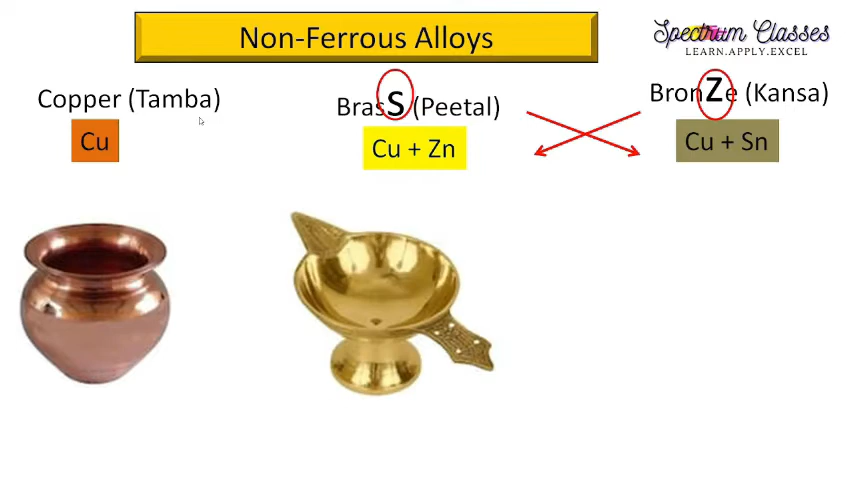 Non-Ferrous Alloys
Spectrum Classes
LEARN.APPLY.EXCEL
Copper (Tamba)
BrasS (Peetal)
BronZe (Kansa)
Cu
Cu + Zn
Cu + Sn